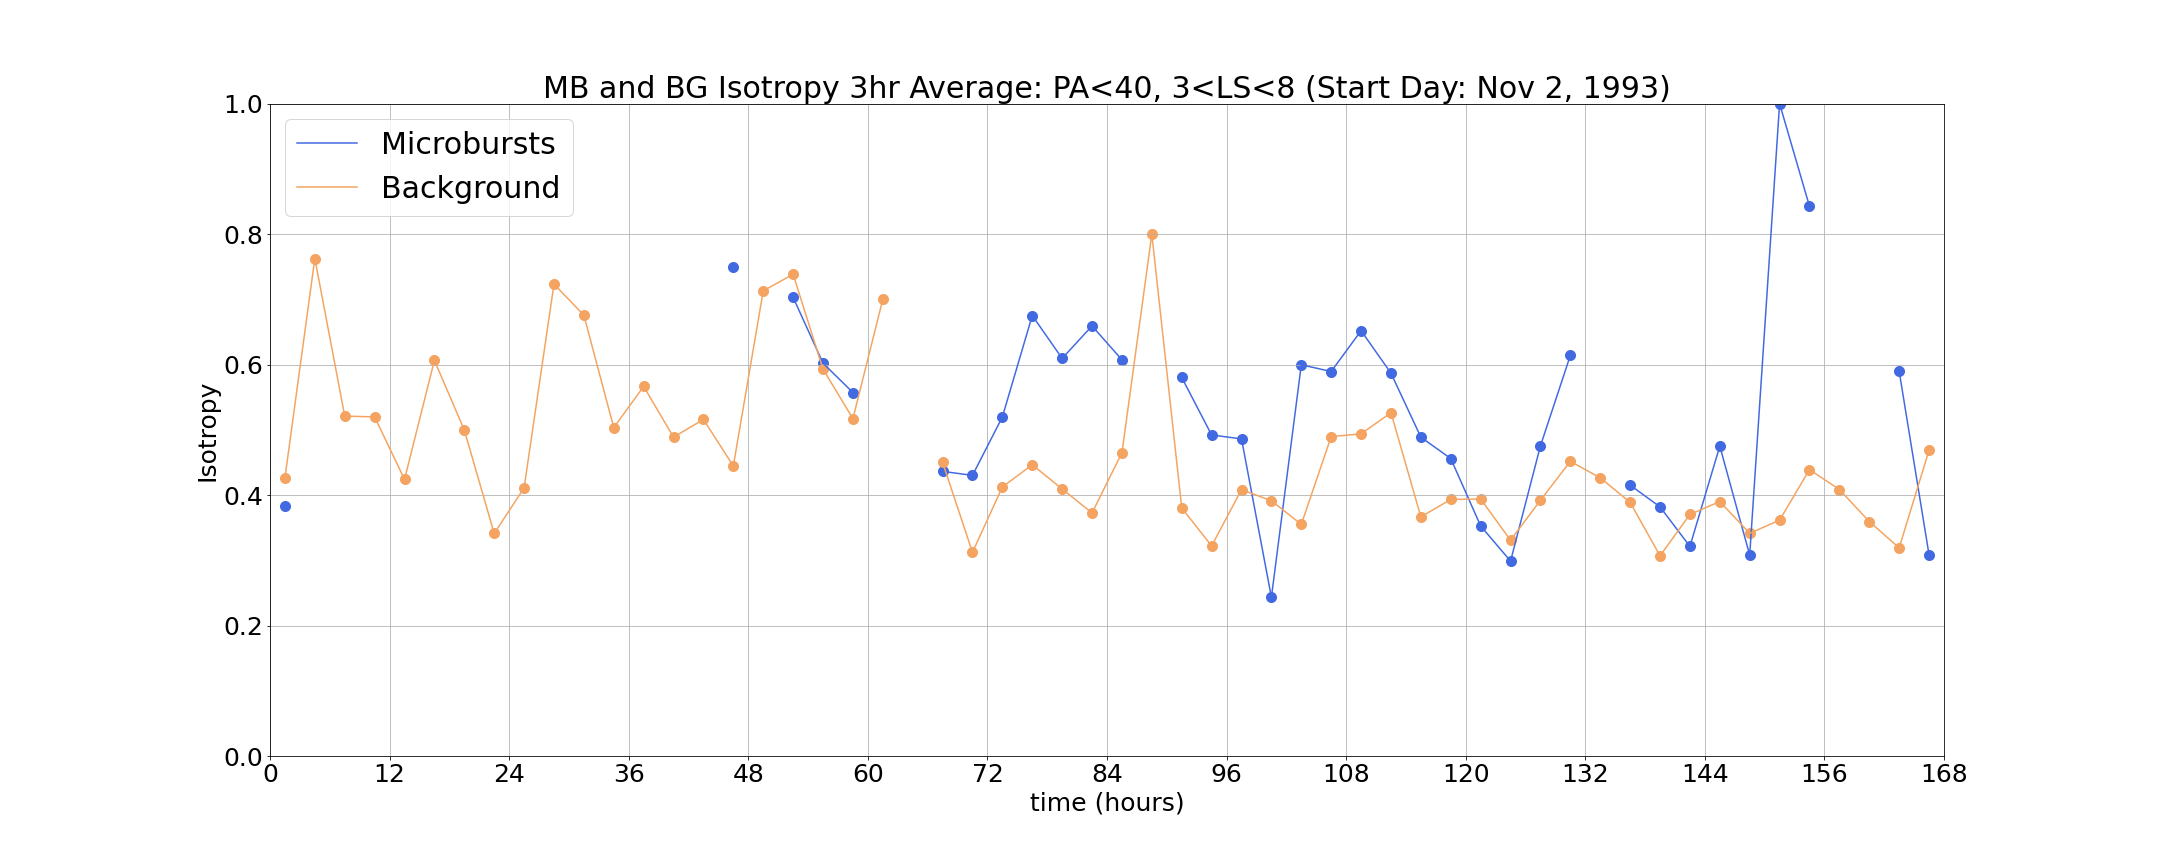 MB and BG Isotropy 3hr Average: PA<40, 3<LS<8 (Start Day: Nov 2, 1993)
1.0
Microbursts
Background
0.8
0.6
Isotropy
0.4
0.2
0.0
0 12 24 36 48 60 72 84 96 108 120 132 144 156 168
time (hours)